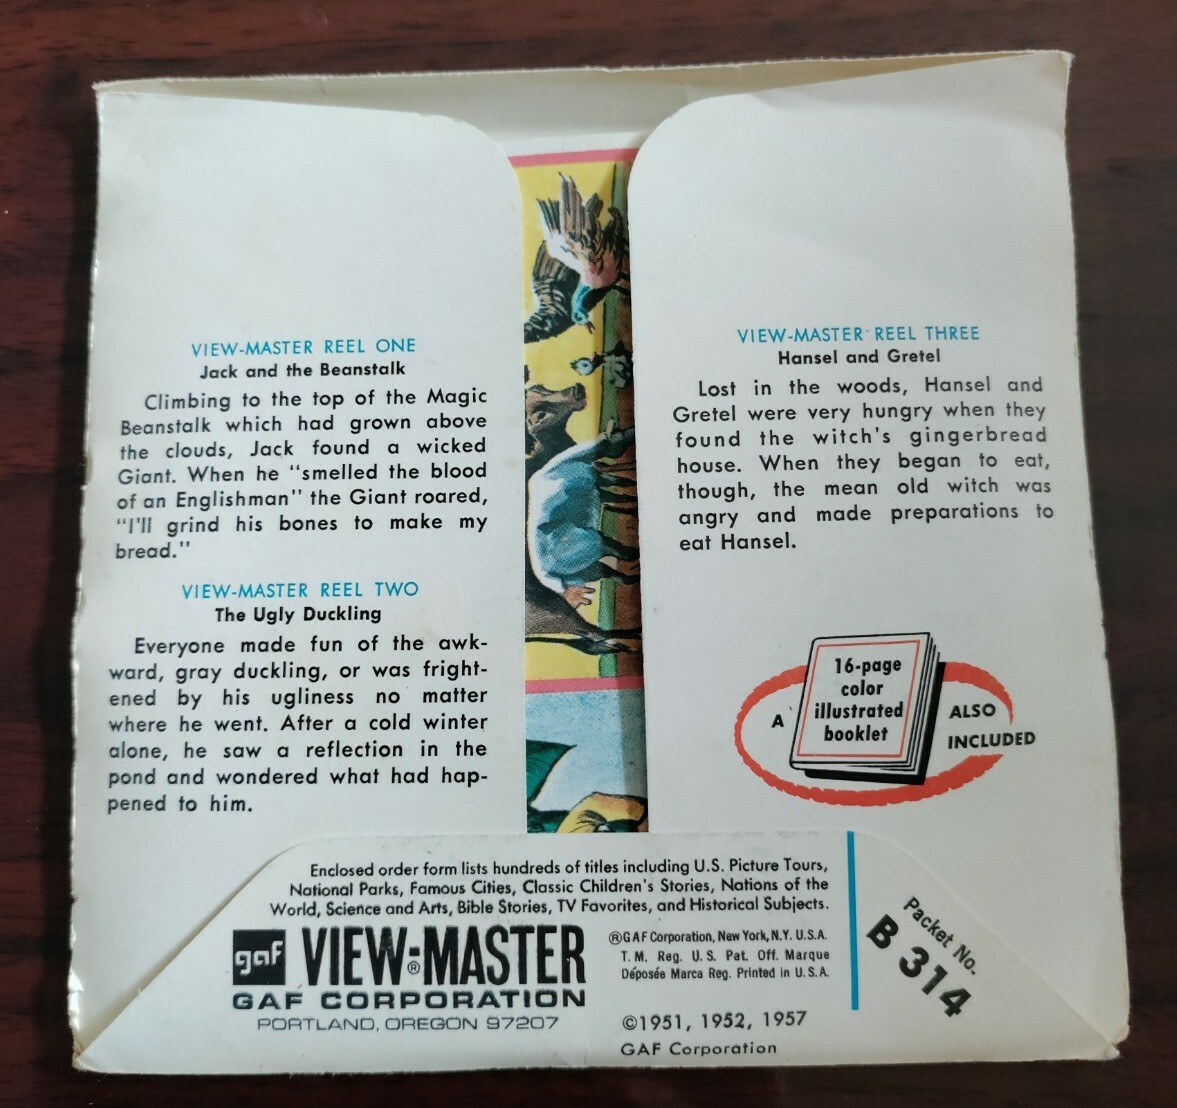 VIEW-MASTER REEL ONE
Jack and the Beanstalk
Climbing to the top of the Magic
Beanstalk which had grown above
the clouds, Jack found a wicked
Giant. When he "smelled the blood
of an Englishman" the Giant roared,
"I'll grind his bones to make my
bread."
VIEW-MASTER REEL TWO
The Ugly Duckling
Everyone made fun of the awk-
ward, gray duckling, or was fright-
ened by his ugliness no matter
where he went. After a cold winter
alone, he saw a reflection in the
pond and wondered what had hap-
pened to him.
VIEW-MASTER REEL THREE
Hansel and Gretel
Lost in the woods, Hansel and
Gretel were very hungry when they
found the witch's gingerbread
house. When they began to eat,
though, the mean old witch was
angry and made preparations to
eat Hansel.
A
16-page
color
illustrated
booklet
ALSO
INCLUDED
Enclosed order form lists hundreds of titles including U.S. Picture Tours,
National Parks, Famous Cities, Classic Children's Stories, Nations of the
World, Science and Arts, Bible Stories, TV Favorites, and Historical Subjects.
gaf VIEW-MASTER®
GAF CORPORATION
PORTLAND, OREGON 97207
®GAF Corporation, New York, N.Y. U.S.A.
T. M. Reg. U. S. Pat. Off. Marque
Déposée Marca Reg. Printed in U. S. A.
©1951, 1952, 1957
GAF Corporation
Packet No.
B 314